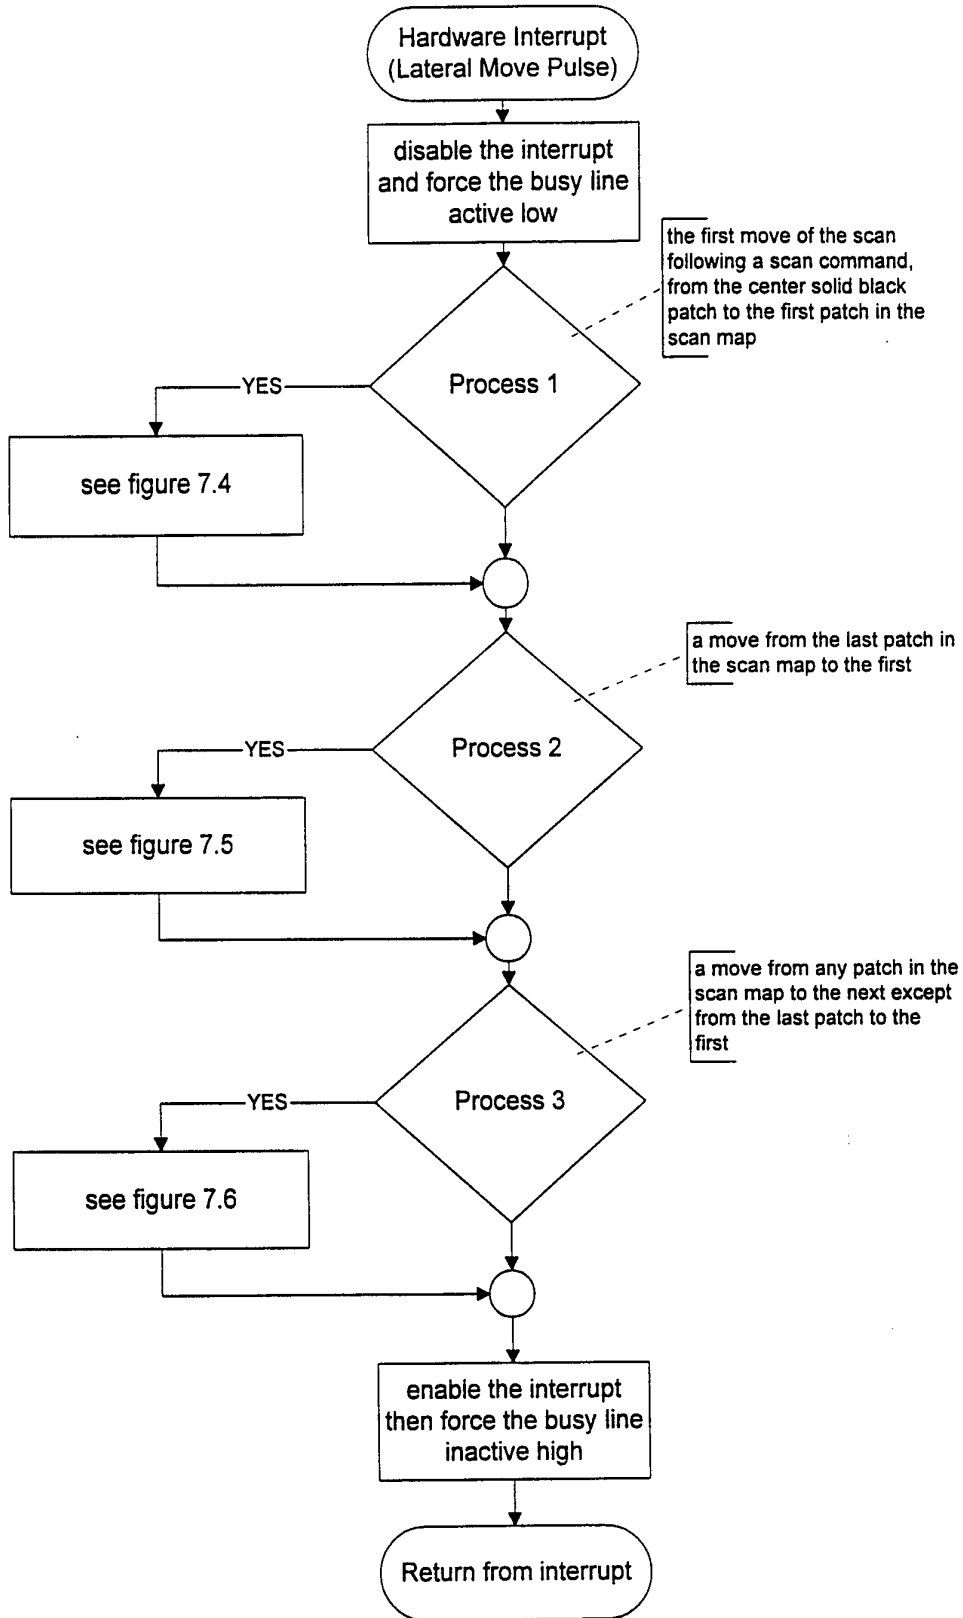 Hardware Interrupt
(Lateral Move Pulse)
disable the interrupt
and force the busy line
active low
the first move of the scan
following a scan command,
from the center solid black
patch to the first patch in the
scan map
Process 1
YES
see figure 7.4
a move from the last patch in
the scan map to the first
Process 2
YES
see figure 7.5
a move from any patch in the
scan map to the next except
from the last patch to the
first
Process 3
YES
see figure 7.6
enable the interrupt
then force the busy line
inactive high
Return from interrupt